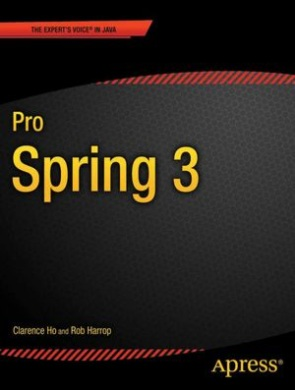 THE EXPERT'S VOICE® IN JAVA
Pro
Spring 3
Clarence Ho and Rob Harrop
Apress®